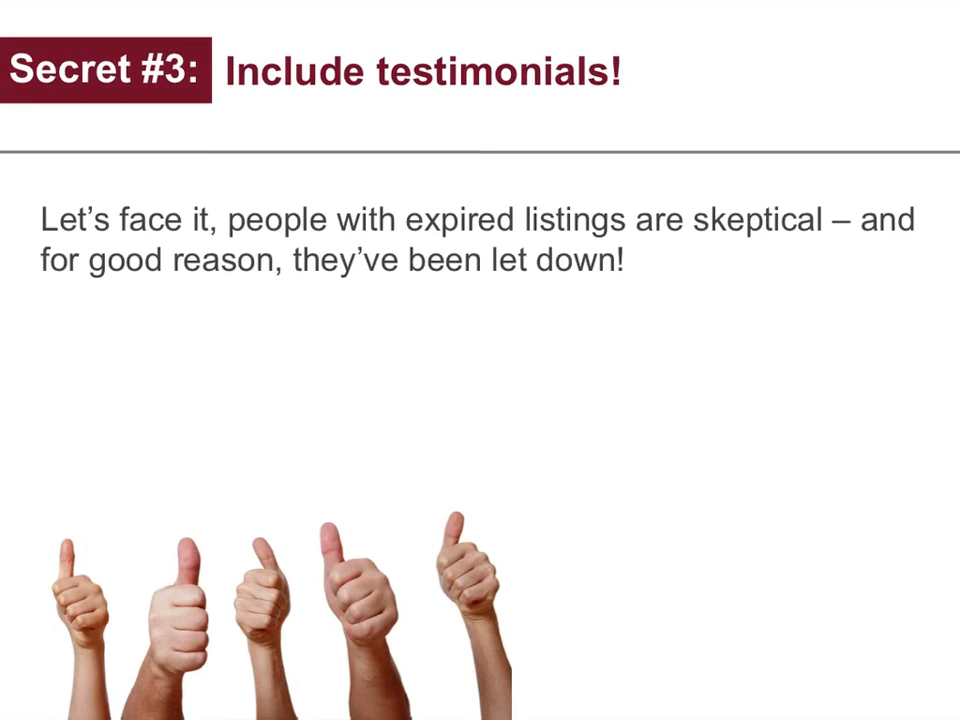 Secret #3: Include testimonials!
Let’s face it, people with expired listings are skeptical – and
for good reason, they’ve been let down!